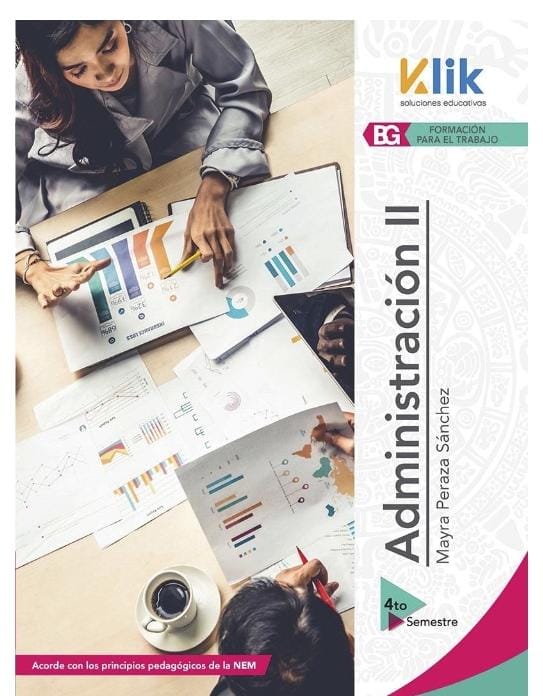 Klik
soluciones educativas
BG
FORMACIÓN
PARA EL TRABAJO
Administración II
Mayra Peraza Sánchez
4to
Semestre
Acorde con los principios pedagógicos de la NEM